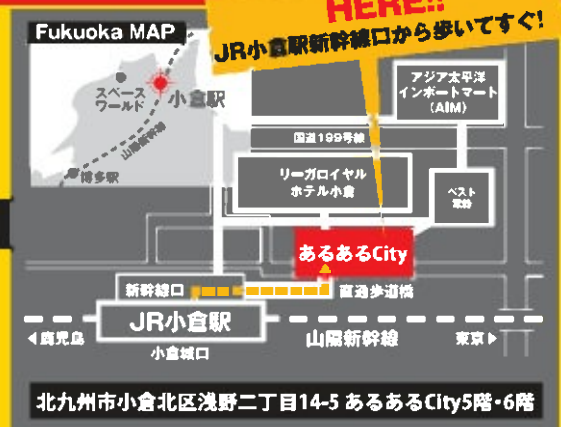 HERE!!
JR小倉駅新幹線口から歩いてすぐ!
Fukuoka MAP
スペース
ワールド
小倉駅
山陽新幹線
博多駅
アジア太平洋
インポートマート
(AIM)
国道199号線
リーガロイヤル
ホテル小倉
ベスト
電器
あるあるCity
新幹線口
直通歩道橋
JR小倉駅
小倉城口
◀鹿児島
山陽新幹線
東京▶
北九州市小倉北区浅野二丁目14-5 あるあるCity5階・6階